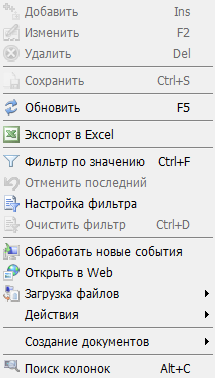 Добавить Ins
Изменить F2
Удалить Del
Сохранить Ctrl+S
Обновить F5
Экспорт в Excel
Фильтр по значению Ctrl+F
Отменить последний
Настройка фильтра
Очистить фильтр Ctrl+D
Обработать новые события
Открыть в Web
Загрузка файлов
Действия
Создание документов
Поиск колонок Alt+C